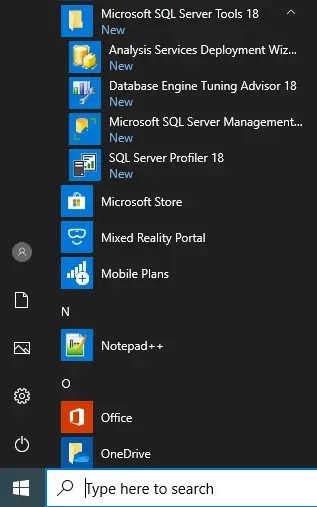 Microsoft SQL Server Tools 18
New
Analysis Services Deployment Wiz...
New
Database Engine Tuning Advisor 18
New
Microsoft SQL Server Management...
New
SQL Server Profiler 18
New
Microsoft Store
Mixed Reality Portal
Mobile Plans
N
Notepad++
O
Office
OneDrive
Type here to search